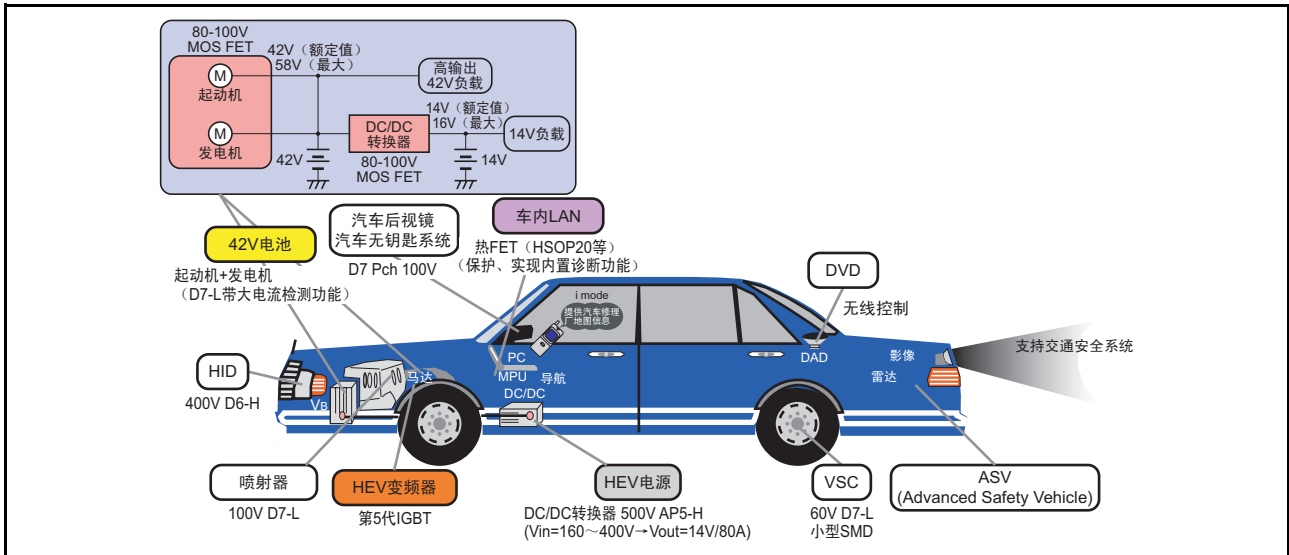 80-100V
MOS FET
42V（额定值）
58V（最大）
M
起动机
高输出
42V负载
14V（额定值）
16V（最大）
M
发电机
DC/DC
转换器
14V负载
42V
80-100V
MOS FET
14V
42V电池
起动机+发电机
（D7-L带大电流检测功能）
汽车后视镜
汽车无钥匙系统
D7 Pch 100V
车内LAN
热FET（HSOP20等）
（保护、实现内置诊断功能）
DVD
无线控制
i mode
提供汽车修理
厂地图信息
支持交通安全系统
PC
MPU
导航
DC/DC
DAD
影像
雷达
HID
400V D6-H
VB
马达
喷射器
100V D7-L
HEV变频器
第5代IGBT
HEV电源
DC/DC转换器 500V AP5-H
(Vin=160～400V→Vout=14V/80A)
VSC
60V D7-L
小型SMD
ASV
(Advanced Safety Vehicle)